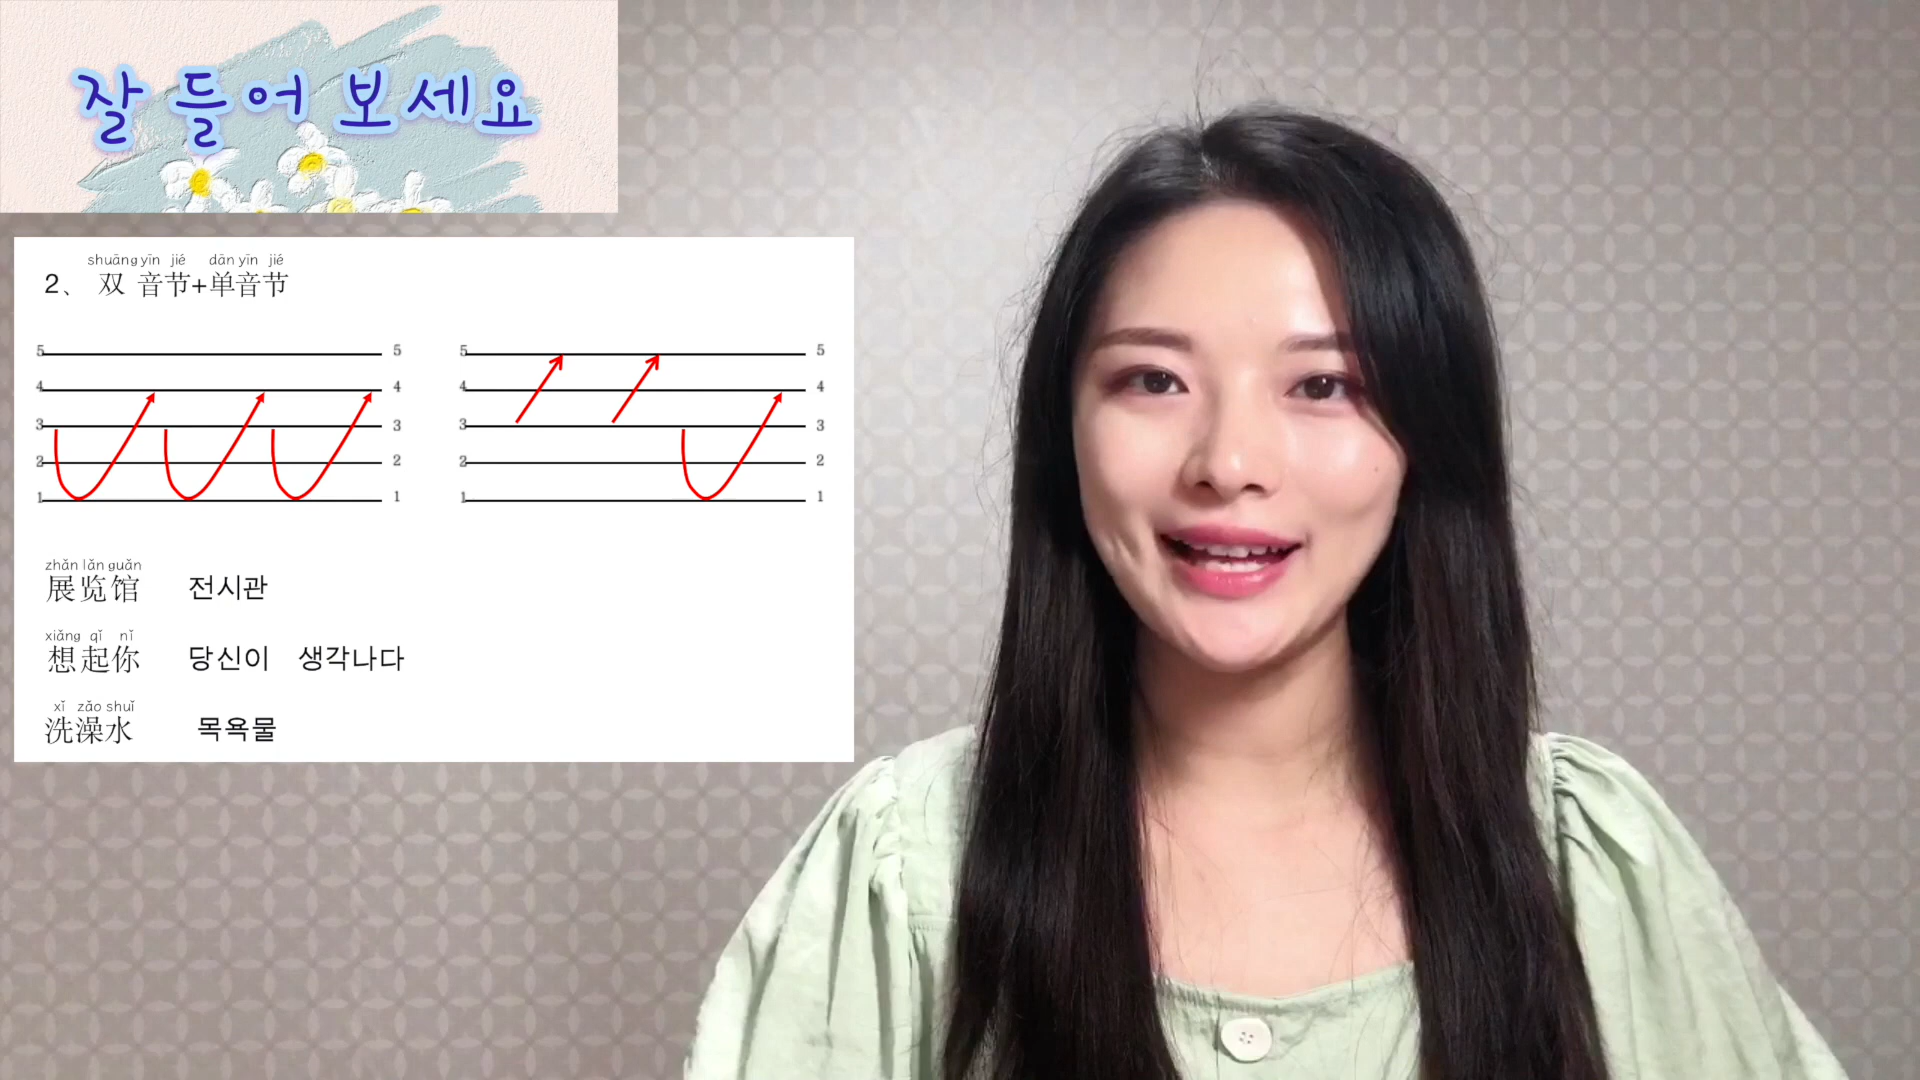 잘 들어 보세요
shuāng yīn jié dān yīn jié
2、双音节+单音节
5 5 5 5
4 4 4 4
3 3 3 3
2 2 2 2
1 1 1 1
zhǎn lǎn guǎn
展览馆 전시관
xiǎng qǐ nǐ
想起你 당신이 생각나다
xǐ zǎo shuǐ
洗澡水 목욕물